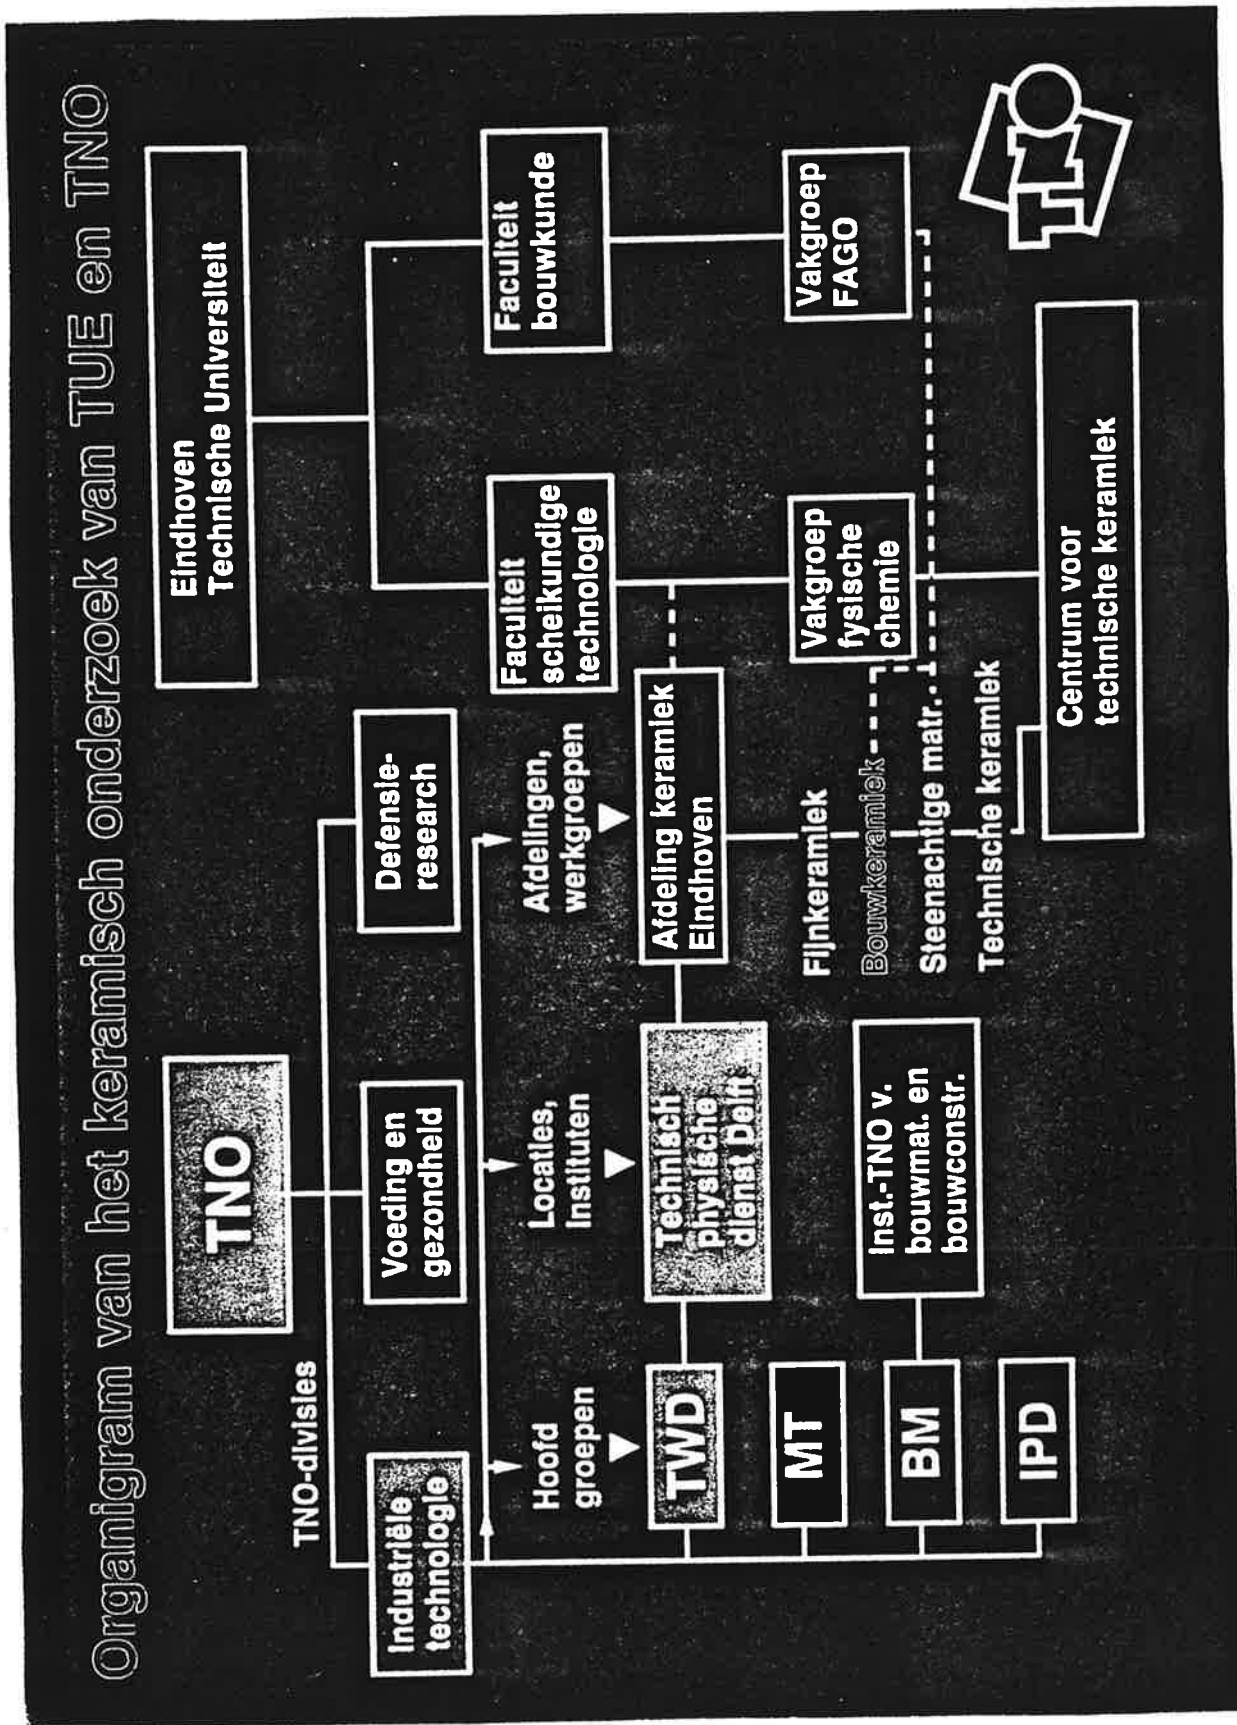 Organigram van het keramisch onderzoek van TUE en TNO
TNO
Eindhoven
Technische Universiteit
TNO-divisies
Industriële
technologie
Voeding en
gezondheid
Defensie-
research
Faculteit
scheikundige
technologie
Faculteit
bouwkunde
Hoofd
groepen
Locaties,
Instituten
Afdelingen,
werkgroepen
TWD
Technisch
physische
dienst Delft
Afdeling keramiek
Eindhoven
MT
BM
IPD
Inst.-TNO v.
bouwmat. en
bouwconstr.
Fijnkeramiek
Bouwkeramiek
Steenachtige matr.
Technische keramiek
Vakgroep
fysische
chemie
Vakgroep
FAGO
Centrum voor
technische keramiek
TNO